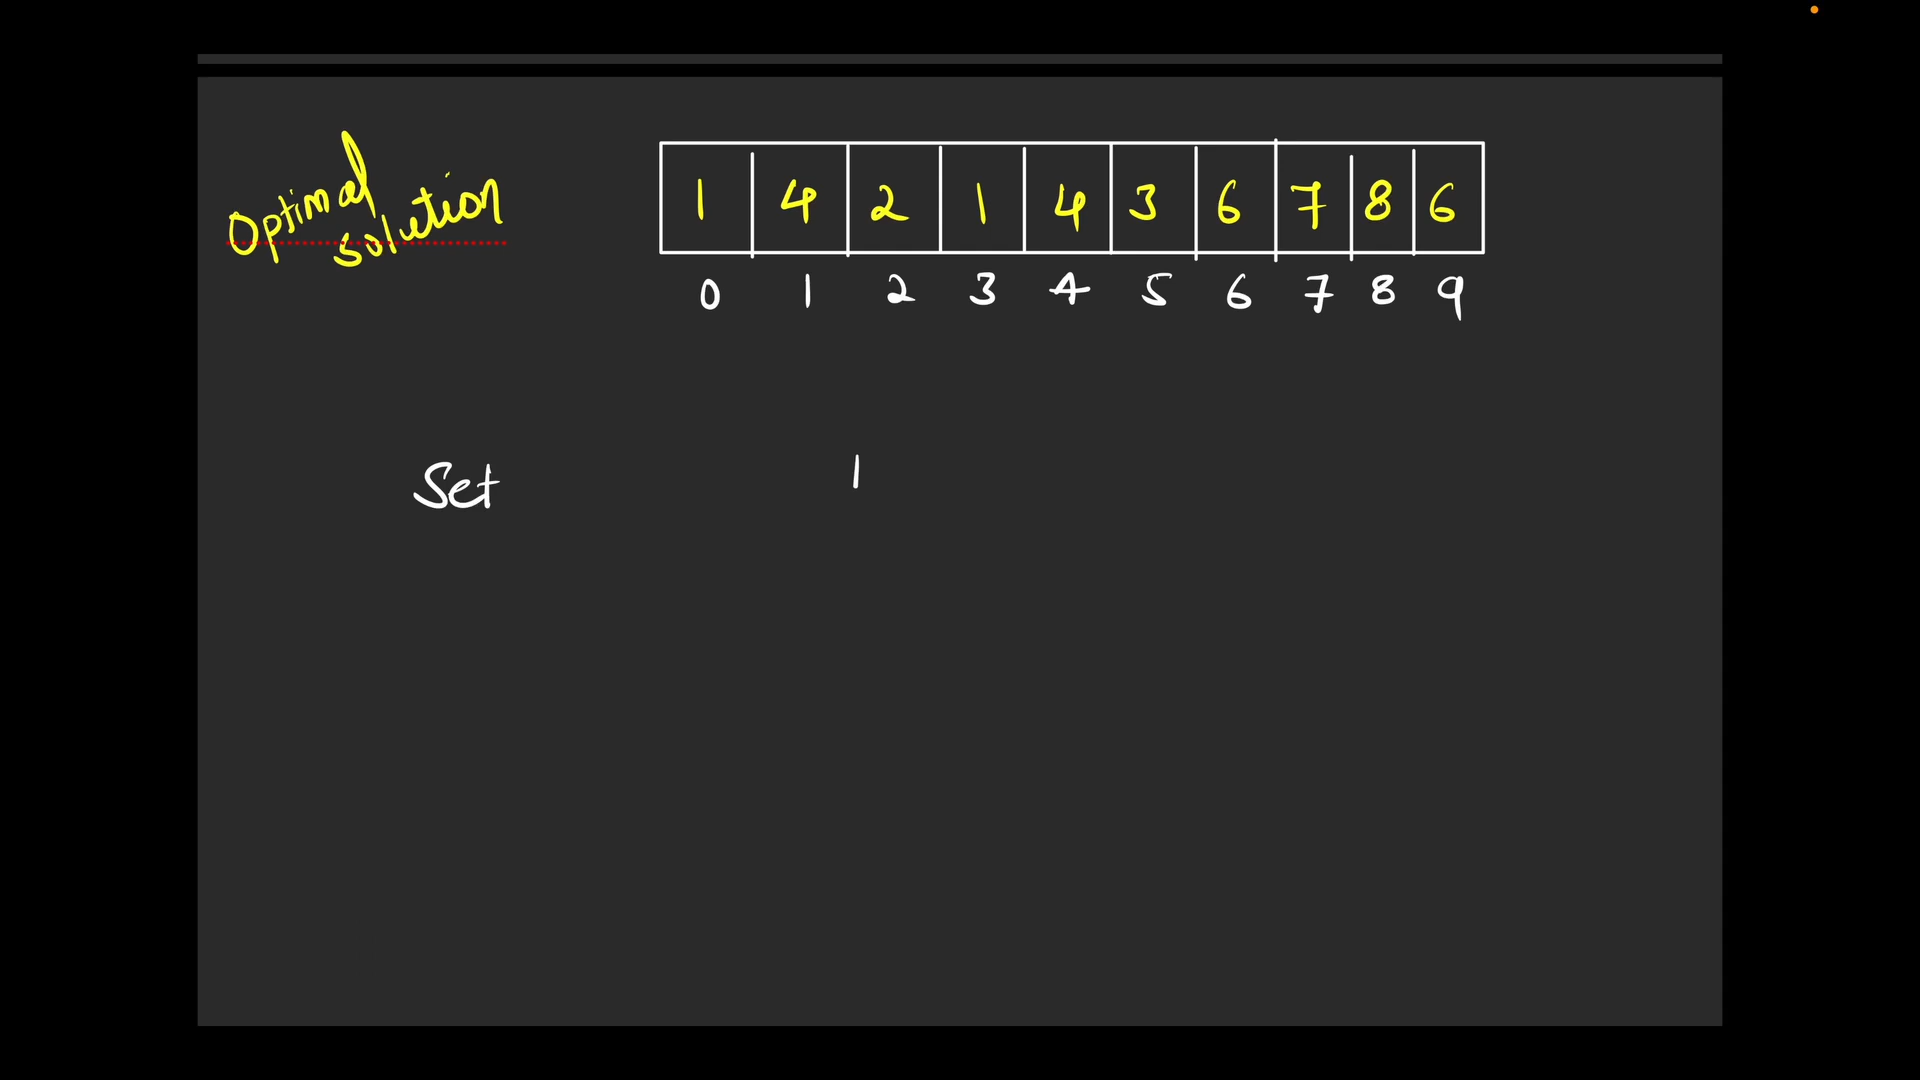 Optimal
solution
1 4 2 1 4 3 6 7 8 6
0 1 2 3 4 5 6 7 8 9
Set 1